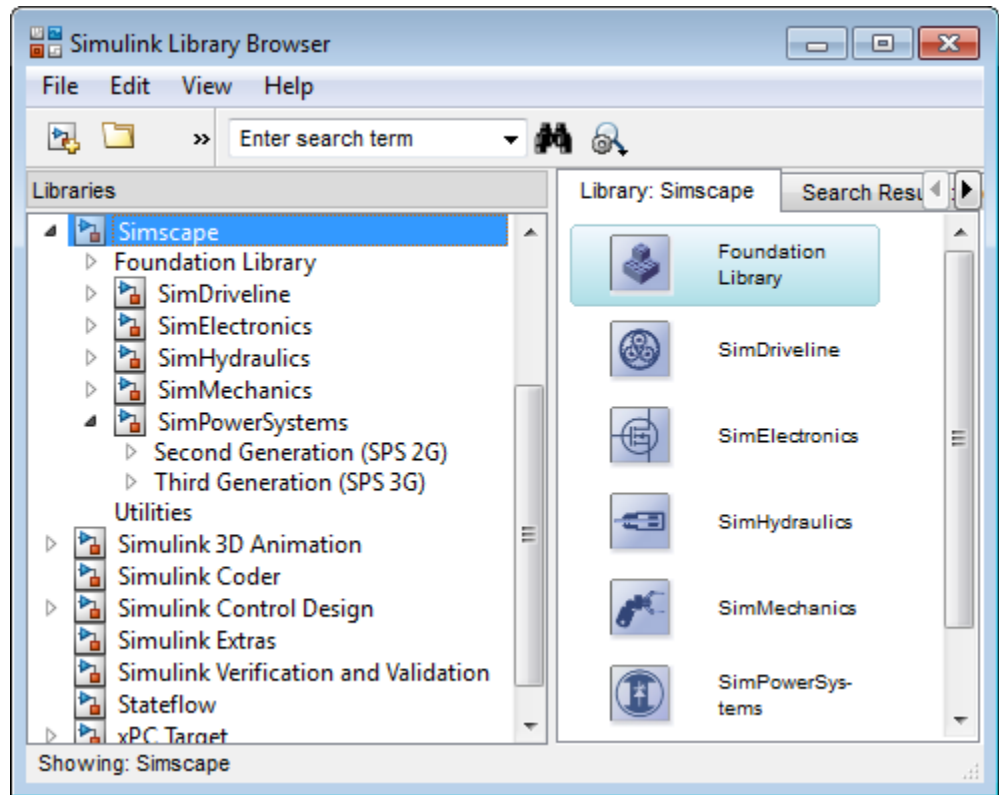 Simulink Library Browser
File Edit View Help
» Enter search term
Libraries
Simscape
Foundation Library
SimDriveline
SimElectronics
SimHydraulics
SimMechanics
SimPowerSystems
Second Generation (SPS 2G)
Third Generation (SPS 3G)
Utilities
Simulink 3D Animation
Simulink Coder
Simulink Control Design
Simulink Extras
Simulink Verification and Validation
Stateflow
xPC Target
Library: Simscape Search Resu
Foundation
Library
SimDriveline
SimElectronics
SimHydraulics
SimMechanics
SimPowerSys-
tems
Showing: Simscape